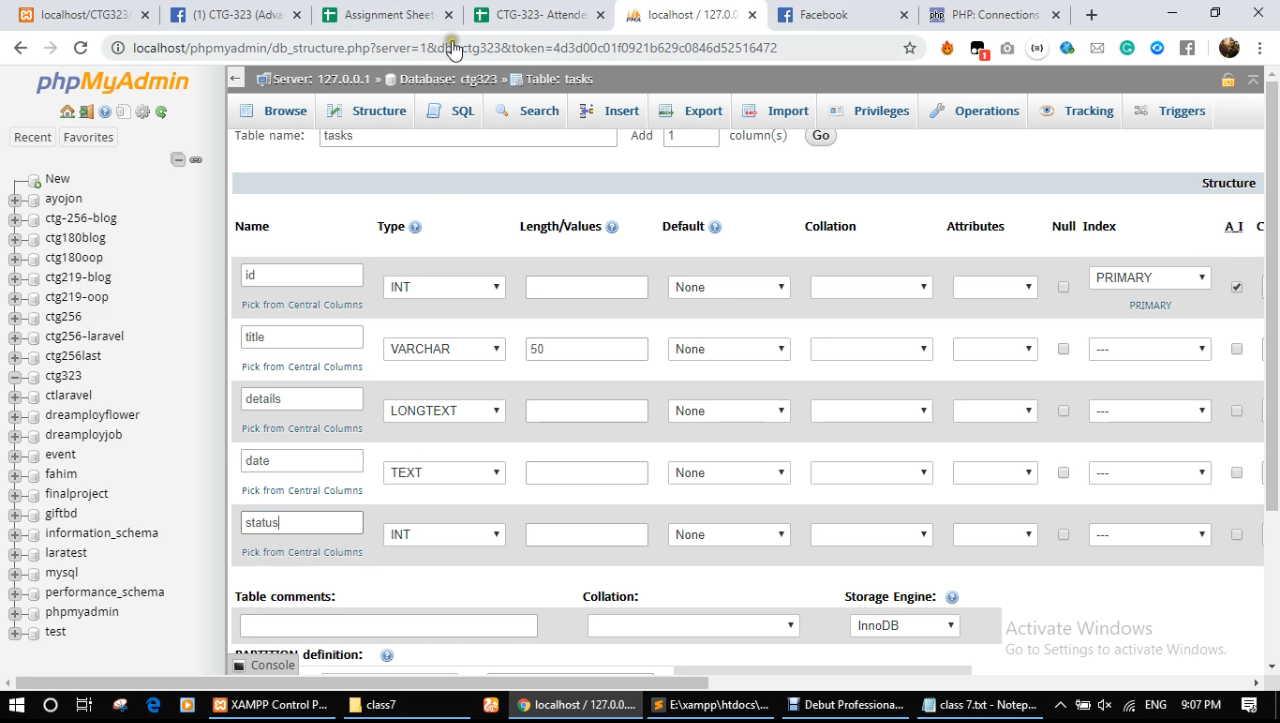 localhost/CTG323/
(1) CTG-323 (Adva
Assignment Sheet
CTG-323- Attende
localhost / 127.0.0
Facebook
PHP: Connections
localhost/phpmyadmin/db_structure.php?server=1&db=ctg323&token=4d3d00c01f0921b629c0846d52516472
1
phpMyAdmin
Server: 127.0.0.1 » Database: ctg323 » Table: tasks
Browse Structure SQL Search Insert Export Import Privileges Operations Tracking Triggers
Recent Favorites
Table name: tasks Add 1 column(s) Go
New
ayojon
ctg-256-blog
ctg180blog
ctg180oop
ctg219-blog
ctg219-oop
ctg256
ctg256-laravel
ctg256last
ctg323
ctlaravel
dreamployflower
dreamployjob
event
fahim
finalproject
giftbd
information_schema
laratest
mysql
performance_schema
phpmyadmin
test
Structure
Name Type Length/Values Default Collation Attributes Null Index A_I C
id INT None PRIMARY
Pick from Central Columns PRIMARY
title VARCHAR 50 None ---
Pick from Central Columns
details LONGTEXT None ---
Pick from Central Columns
date TEXT None ---
Pick from Central Columns
status INT None ---
Pick from Central Columns
Table comments: Collation: Storage Engine:
InnoDB
PARTITION definition:
Console
Activate Windows
Go to Settings to activate Windows.
XAMPP Control P...
class7
localhost / 127.0.0....
E:\xampp\htdocs\...
Debut Professiona...
class 7.txt - Notep...
ENG
9:07 PM